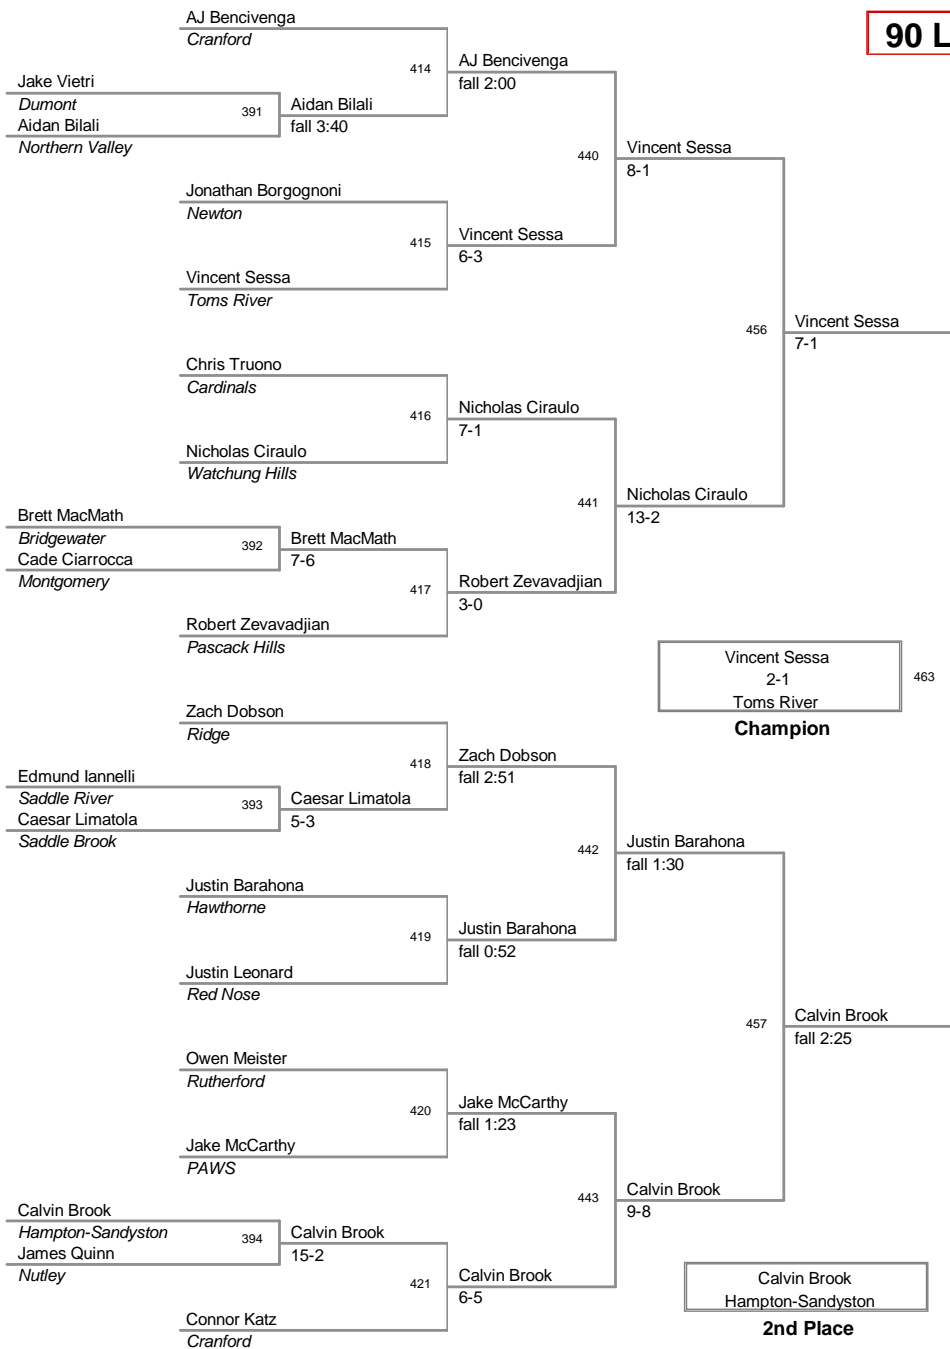 AJ Bencivenga
Cranford
90 L
414
AJ Bencivenga
fall 2:00
Jake Vietri
Dumont
391
Aidan Bilali
fall 3:40
Aidan Bilali
Northern Valley
440
Vincent Sessa
8-1
Jonathan Borgognoni
Newton
415
Vincent Sessa
6-3
Vincent Sessa
Toms River
456
Vincent Sessa
7-1
Chris Truono
Cardinals
416
Nicholas Ciraulo
7-1
Nicholas Ciraulo
Watchung Hills
441
Nicholas Ciraulo
13-2
Brett MacMath
Bridgewater
392
Brett MacMath
7-6
Cade Ciarrocca
Montgomery
417
Robert Zevavadjian
3-0
Robert Zevavadjian
Pascack Hills
Vincent Sessa
2-1
Toms River
463
Champion
Zach Dobson
Ridge
418
Zach Dobson
fall 2:51
Edmund Iannelli
Saddle River
393
Caesar Limatola
5-3
Caesar Limatola
Saddle Brook
442
Justin Barahona
fall 1:30
Justin Barahona
Hawthorne
419
Justin Barahona
fall 0:52
Justin Leonard
Red Nose
457
Calvin Brook
fall 2:25
Owen Meister
Rutherford
420
Jake McCarthy
fall 1:23
Jake McCarthy
PAWS
443
Calvin Brook
9-8
Calvin Brook
Hampton-Sandyston
394
Calvin Brook
15-2
James Quinn
Nutley
421
Calvin Brook
6-5
Connor Katz
Cranford
Calvin Brook
Hampton-Sandyston
2nd Place